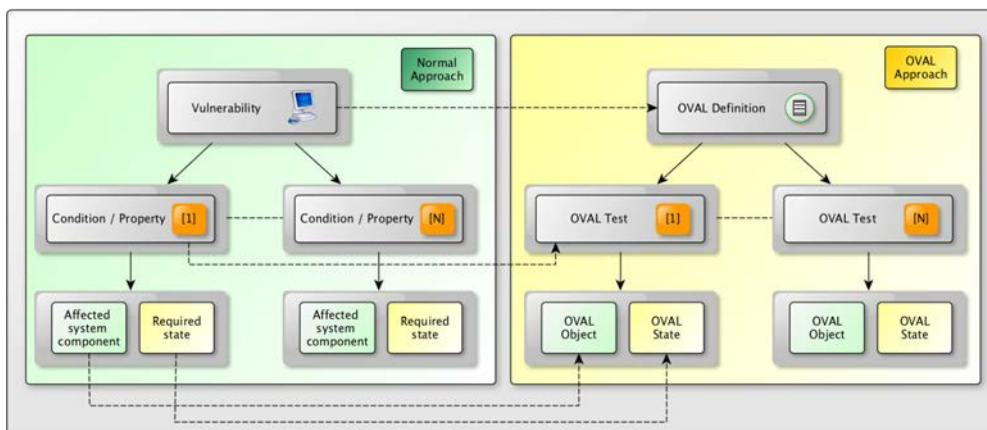 Normal
Approach
Vulnerability
Condition / Property [1]
Condition / Property [N]
Affected
system
component
Required
state
Affected
system
component
Required
state
OVAL
Approach
OVAL Definition
OVAL Test [1]
OVAL Test [N]
OVAL
Object
OVAL
State
OVAL
Object
OVAL
State